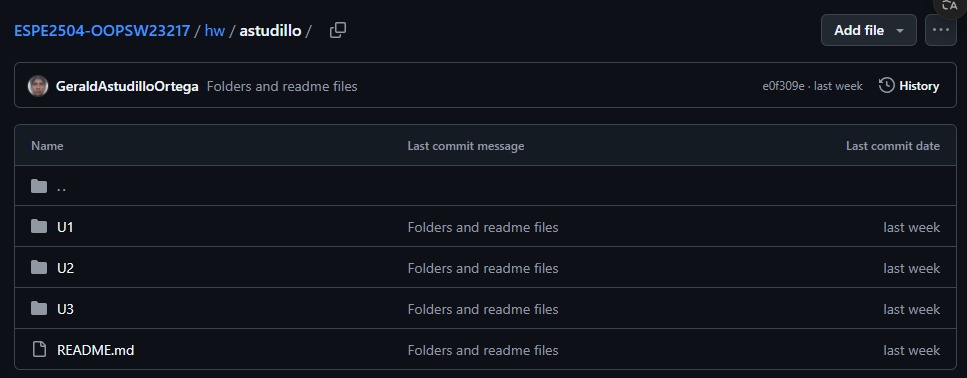 ESPE2504-OOPSW23217 / hw / astudillo / Add file ...
GeraldAstudilloOrtega Folders and readme files e0f309e · last week History
Name Last commit message Last commit date
..
U1 Folders and readme files last week
U2 Folders and readme files last week
U3 Folders and readme files last week
README.md Folders and readme files last week